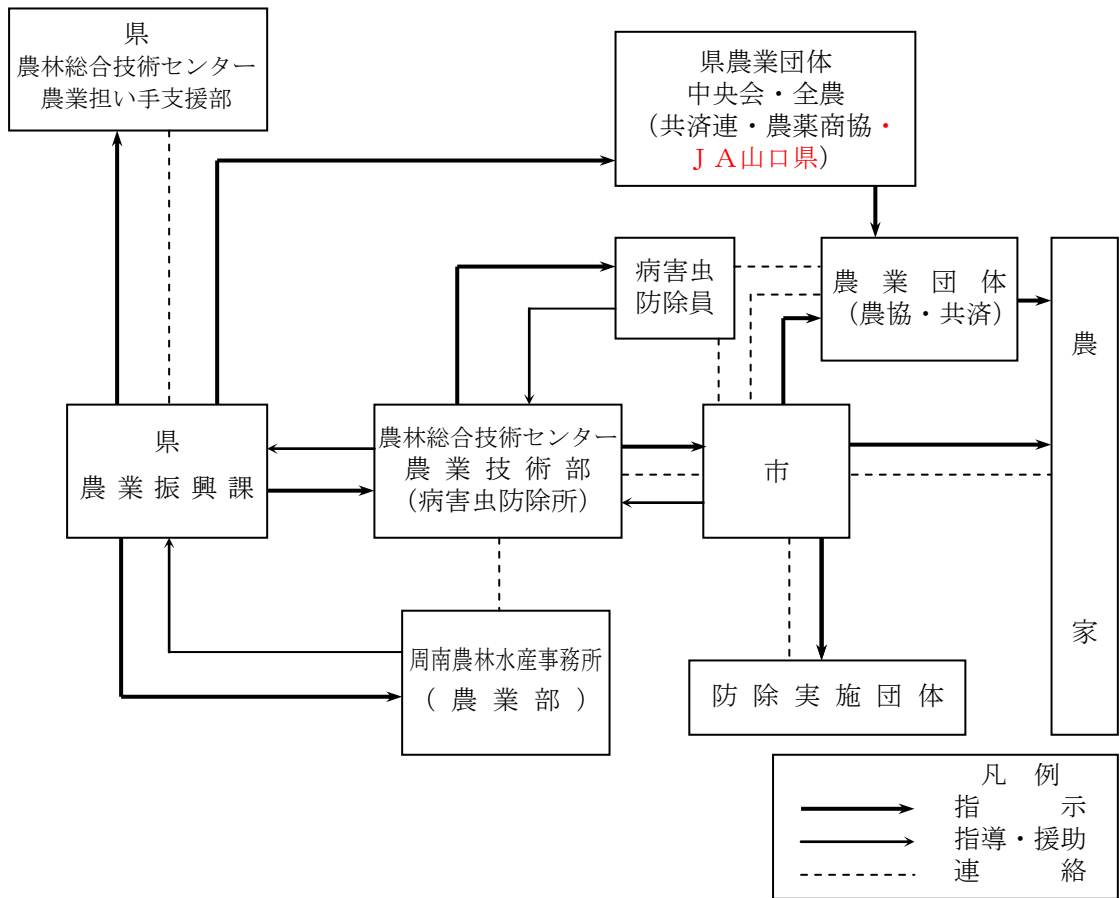 県
農林総合技術センター
農業担い手支援部
県農業団体
中央会・全農
（共済連・農薬商協・
ＪＡ山口県）
病害虫
防除員
農業団体
（農協・共済）
農家
県
農業振興課
農林総合技術センター
農業技術部
（病害虫防除所）
市
周南農林水産事務所
（農業部）
防除実施団体
凡例
指示
指導・援助
連絡